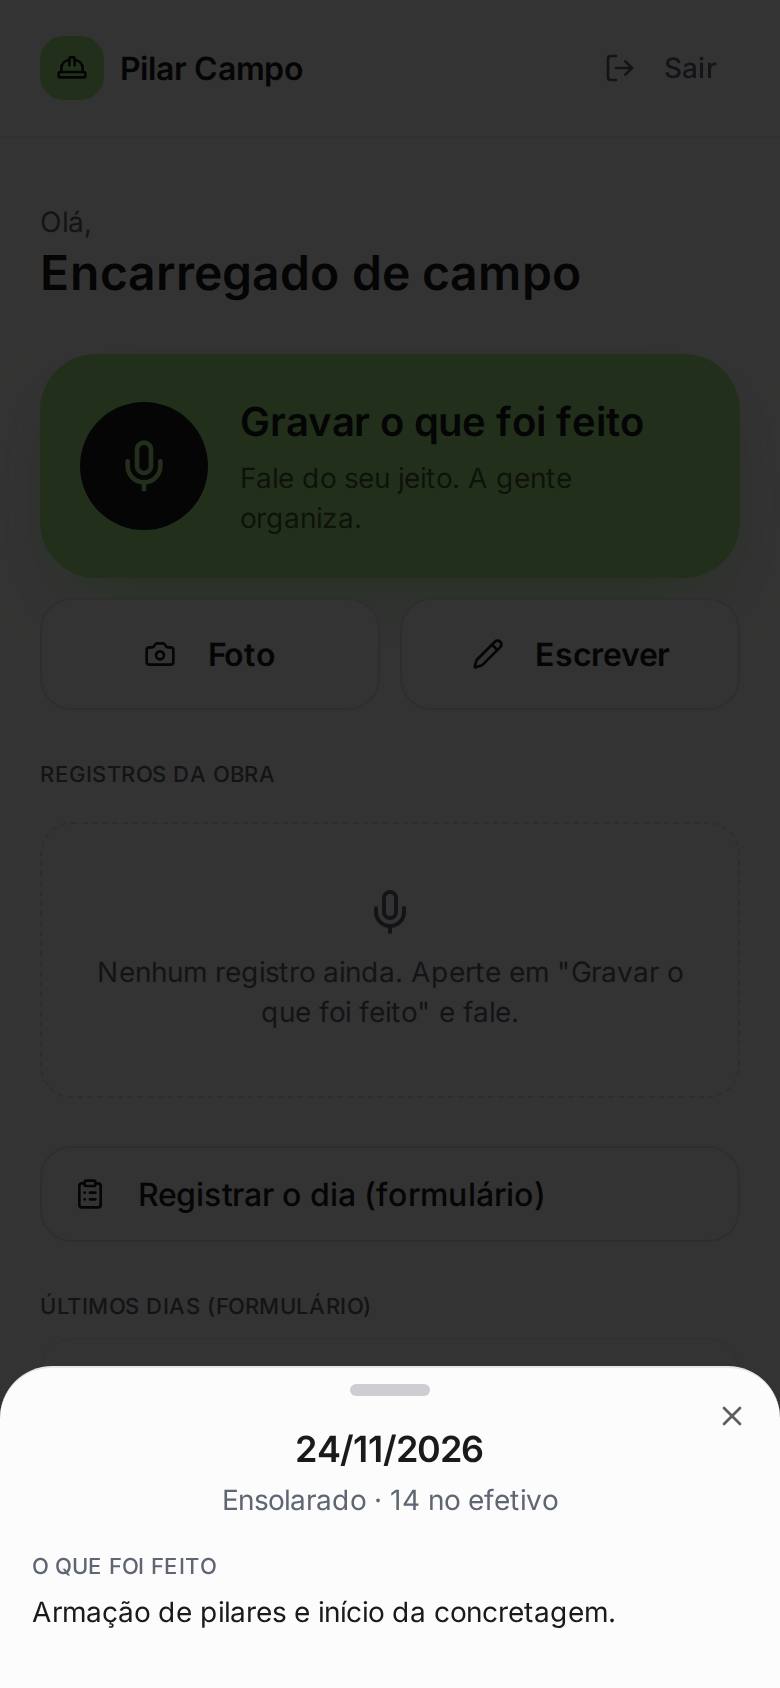 Pilar Campo
Sair
Olá,
Encarregado de campo
Gravar o que foi feito
Fale do seu jeito. A gente
organiza.
Foto
Escrever
REGISTROS DA OBRA
Nenhum registro ainda. Aperte em "Gravar o
que foi feito" e fale.
Registrar o dia (formulário)
ÚLTIMOS DIAS (FORMULÁRIO)
24/11/2026
Ensolarado · 14 no efetivo
O QUE FOI FEITO
Armação de pilares e início da concretagem.